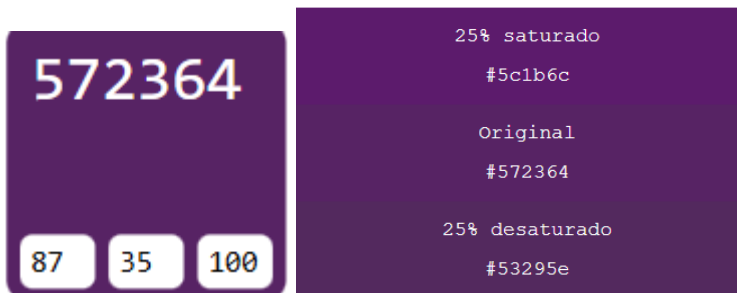 572364
87 35 100
25% saturado
#5c1b6c
Original
#572364
25% desaturado
#53295e